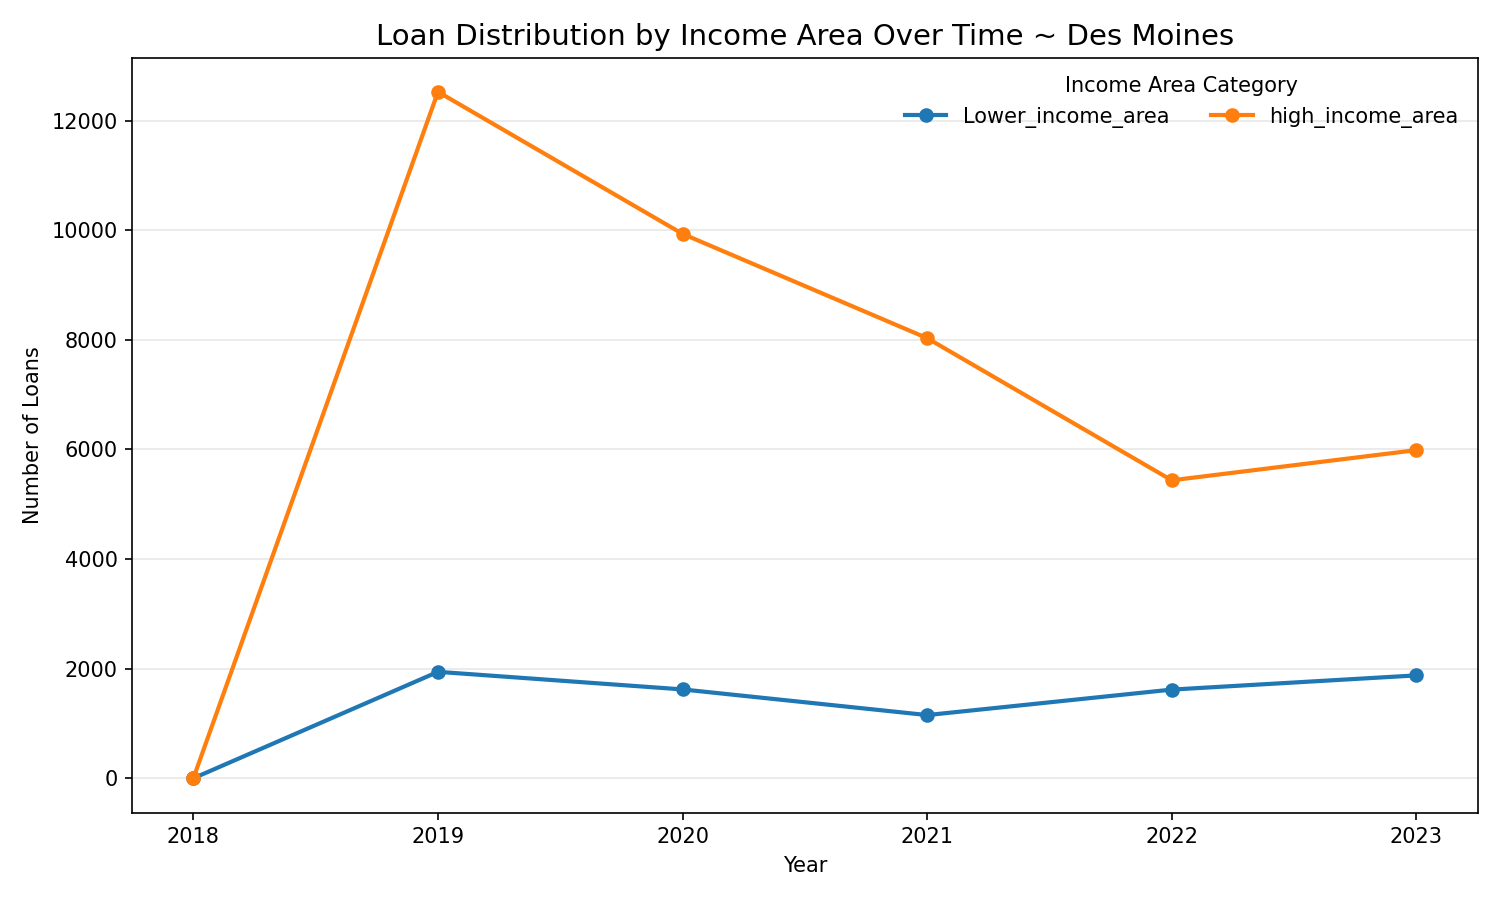 Loan Distribution by Income Area Over Time ~ Des Moines
Income Area Category
Lower_income_area high_income_area
12000
10000
8000
6000
4000
2000
0
Number of Loans
2018 2019 2020 2021 2022 2023
Year